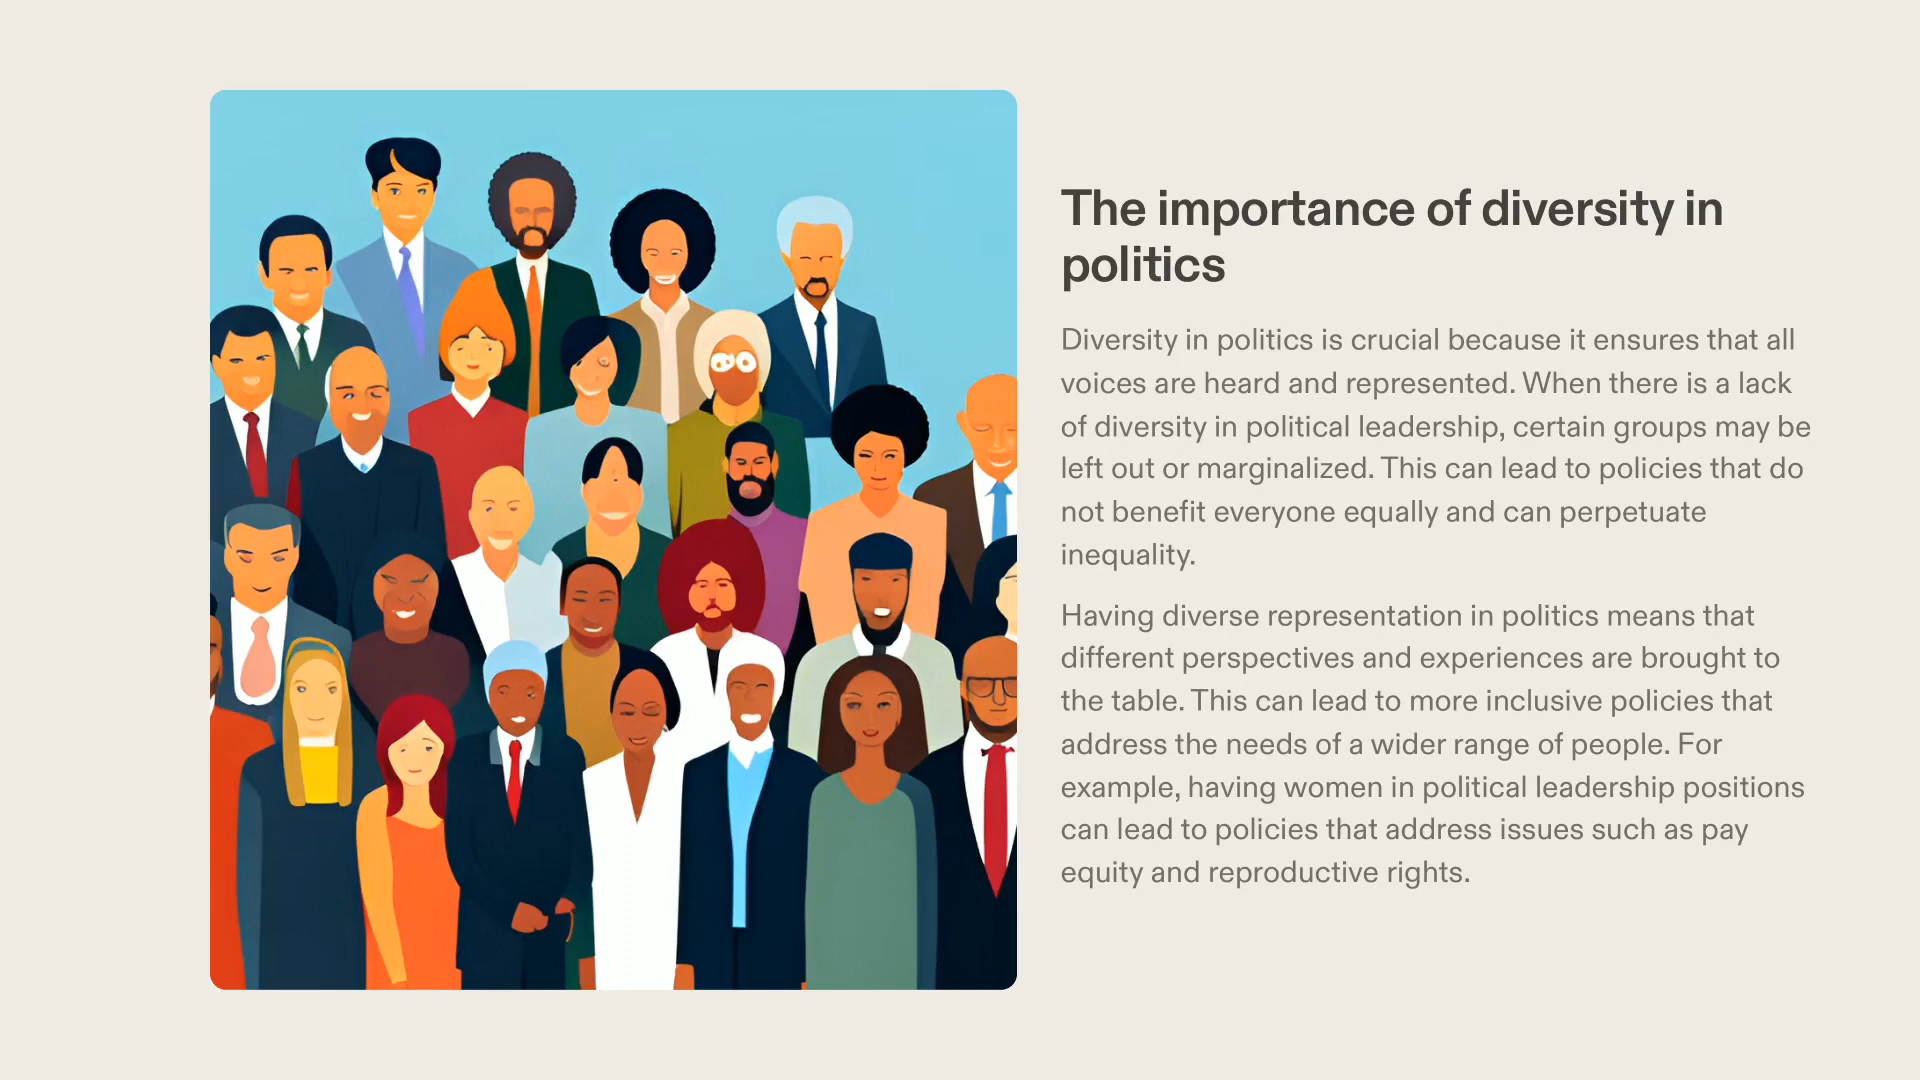 The importance of diversity in
politics
Diversity in politics is crucial because it ensures that all
voices are heard and represented. When there is a lack
of diversity in political leadership, certain groups may be
left out or marginalized. This can lead to policies that do
not benefit everyone equally and can perpetuate
inequality.
Having diverse representation in politics means that
different perspectives and experiences are brought to
the table. This can lead to more inclusive policies that
address the needs of a wider range of people. For
example, having women in political leadership positions
can lead to policies that address issues such as pay
equity and reproductive rights.